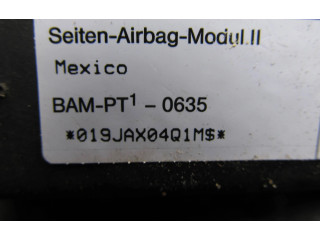 Seiten-Airbag-Modul II
Mexico
BAM-PT¹ - 0635
*019JAX04Q1M$*